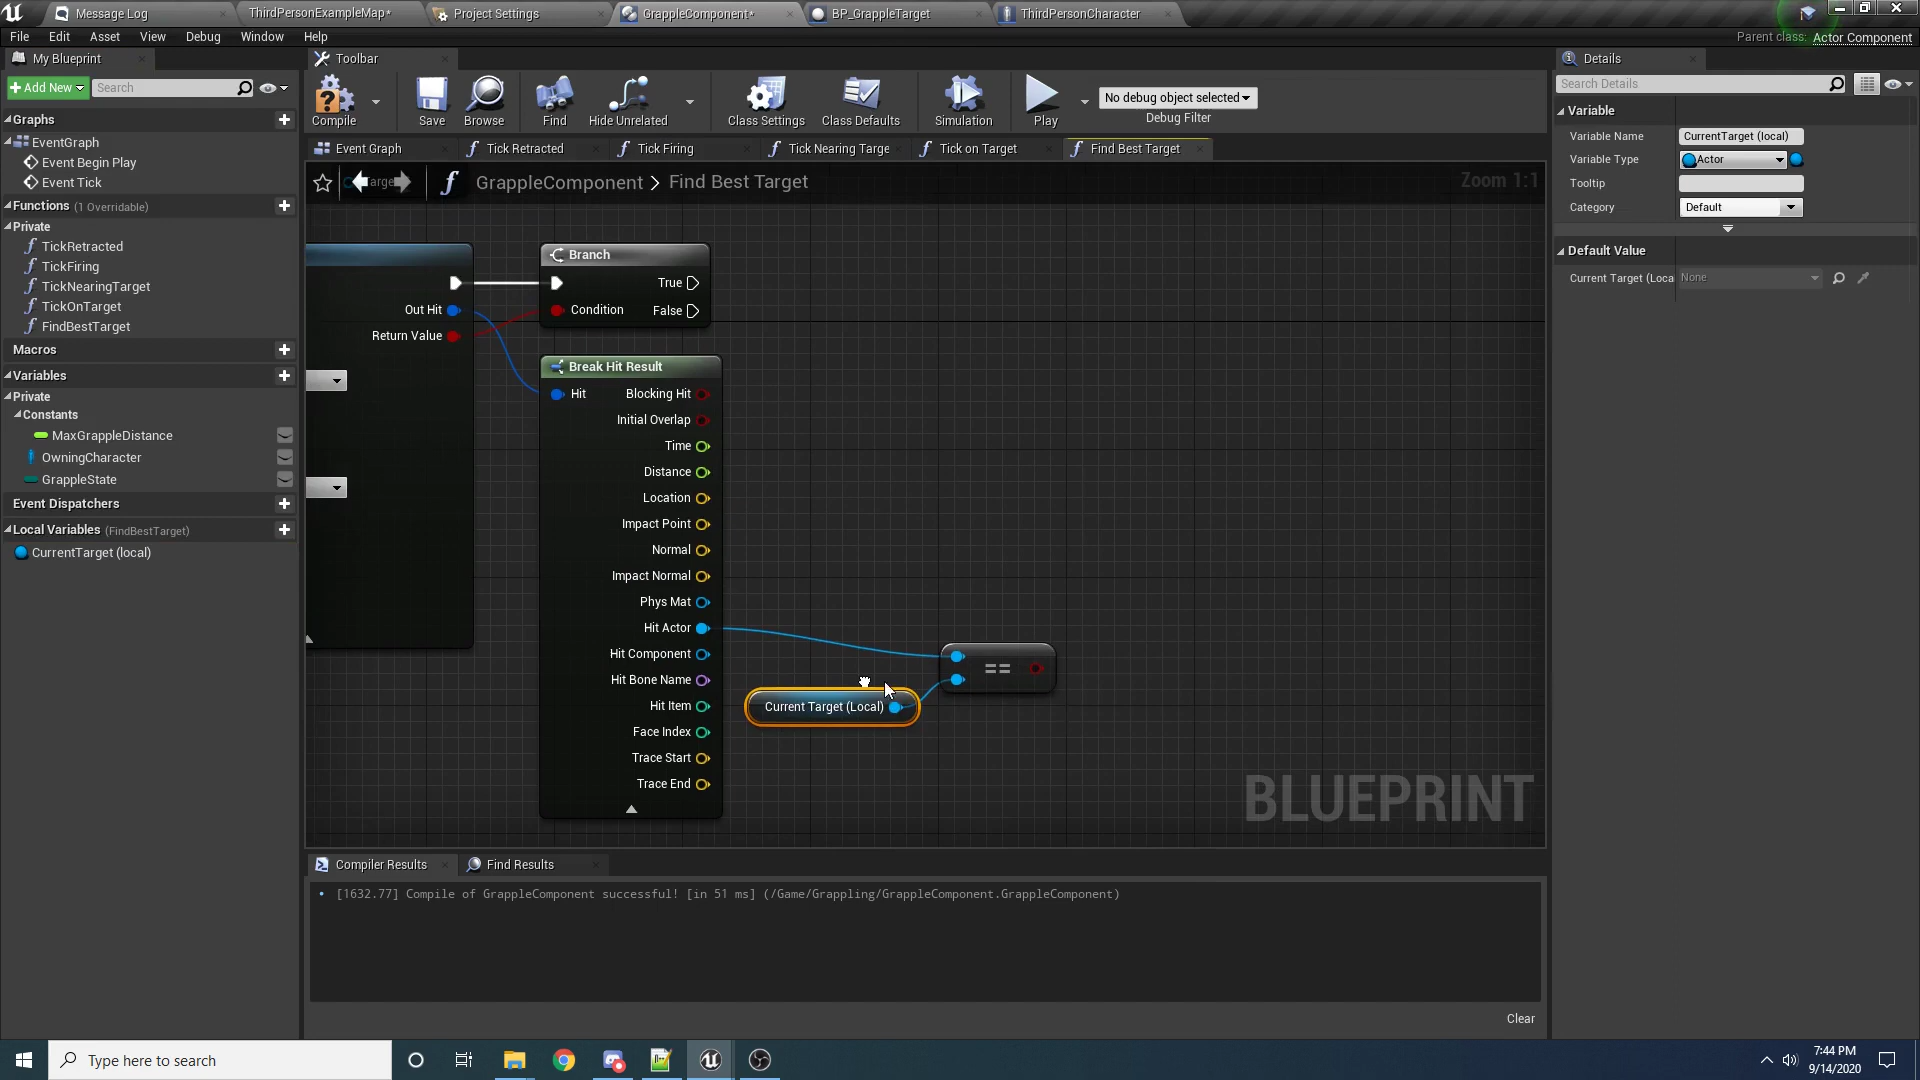 Message Log
ThirdPersonExampleMap*
Project Settings
GrappleComponent*
BP_GrappleTarget
ThirdPersonCharacter
File Edit Asset View Debug Window Help
Parent class: Actor Component
My Blueprint
Toolbar
Details
Add New
Search
Compile
Save
Browse
Find
Hide Unrelated
Class Settings
Class Defaults
Simulation
Play
No debug object selected
Debug Filter
Search Details
Graphs
EventGraph
Event Begin Play
Event Tick
Functions (1 Overridable)
Private
TickRetracted
TickFiring
TickNearingTarget
TickOnTarget
FindBestTarget
Macros
Variables
Private
Constants
MaxGrappleDistance
OwningCharacter
GrappleState
Event Dispatchers
Local Variables (FindBestTarget)
CurrentTarget (local)
Event Graph
Tick Retracted
Tick Firing
Tick Nearing Targe
Tick on Target
Find Best Target
GrappleComponent > Find Best Target
Zoom 1:1
Out Hit
Return Value
Branch
True
Condition
False
Break Hit Result
Hit
Blocking Hit
Initial Overlap
Time
Distance
Location
Impact Point
Normal
Impact Normal
Phys Mat
Hit Actor
Hit Component
Hit Bone Name
Hit Item
Face Index
Trace Start
Trace End
Current Target (Local)
==
BLUEPRINT
Variable
Variable Name
CurrentTarget (local)
Variable Type
Actor
Tooltip
Category
Default
Default Value
Current Target (Loca
None
Compiler Results
Find Results
[1632.77] Compile of GrappleComponent successful! [in 51 ms] (/Game/Grappling/GrappleComponent.GrappleComponent)
Clear
Type here to search
7:44 PM
9/14/2020